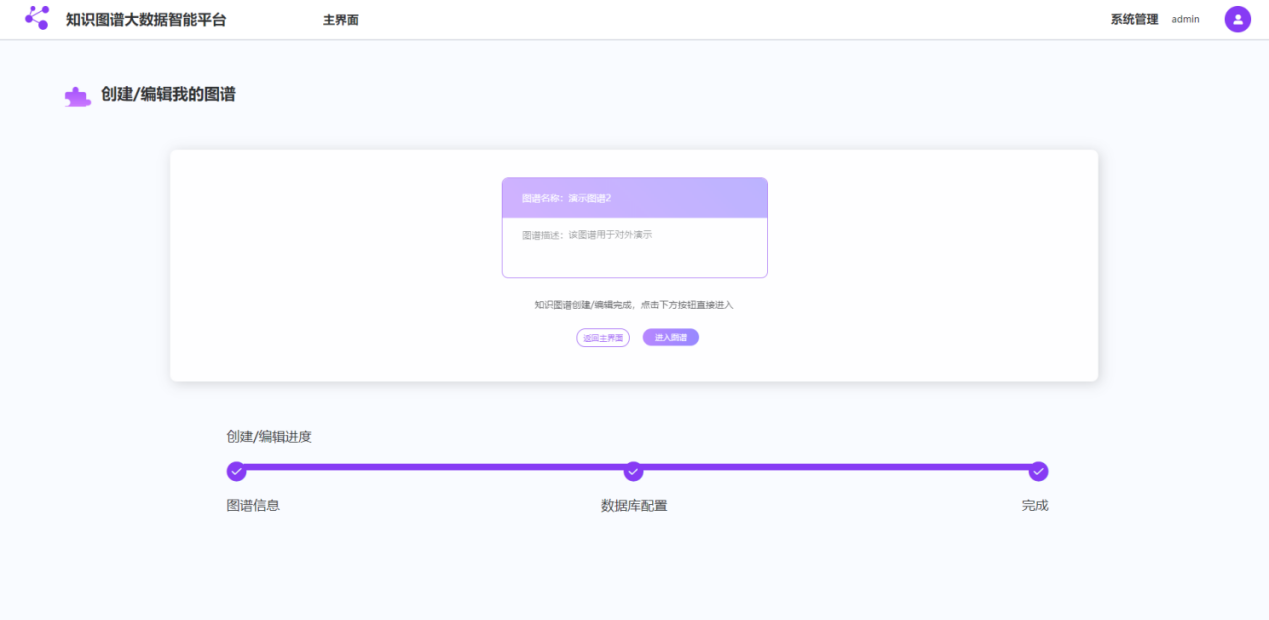 知识图谱大数据智能平台
主界面
系统管理 admin
创建/编辑我的图谱
图谱名称：演示图谱2
图谱描述：该图谱用于对外演示
知识图谱创建/编辑完成，点击下方按钮直接进入
返回主界面
进入图谱
创建/编辑进度
图谱信息
数据库配置
完成